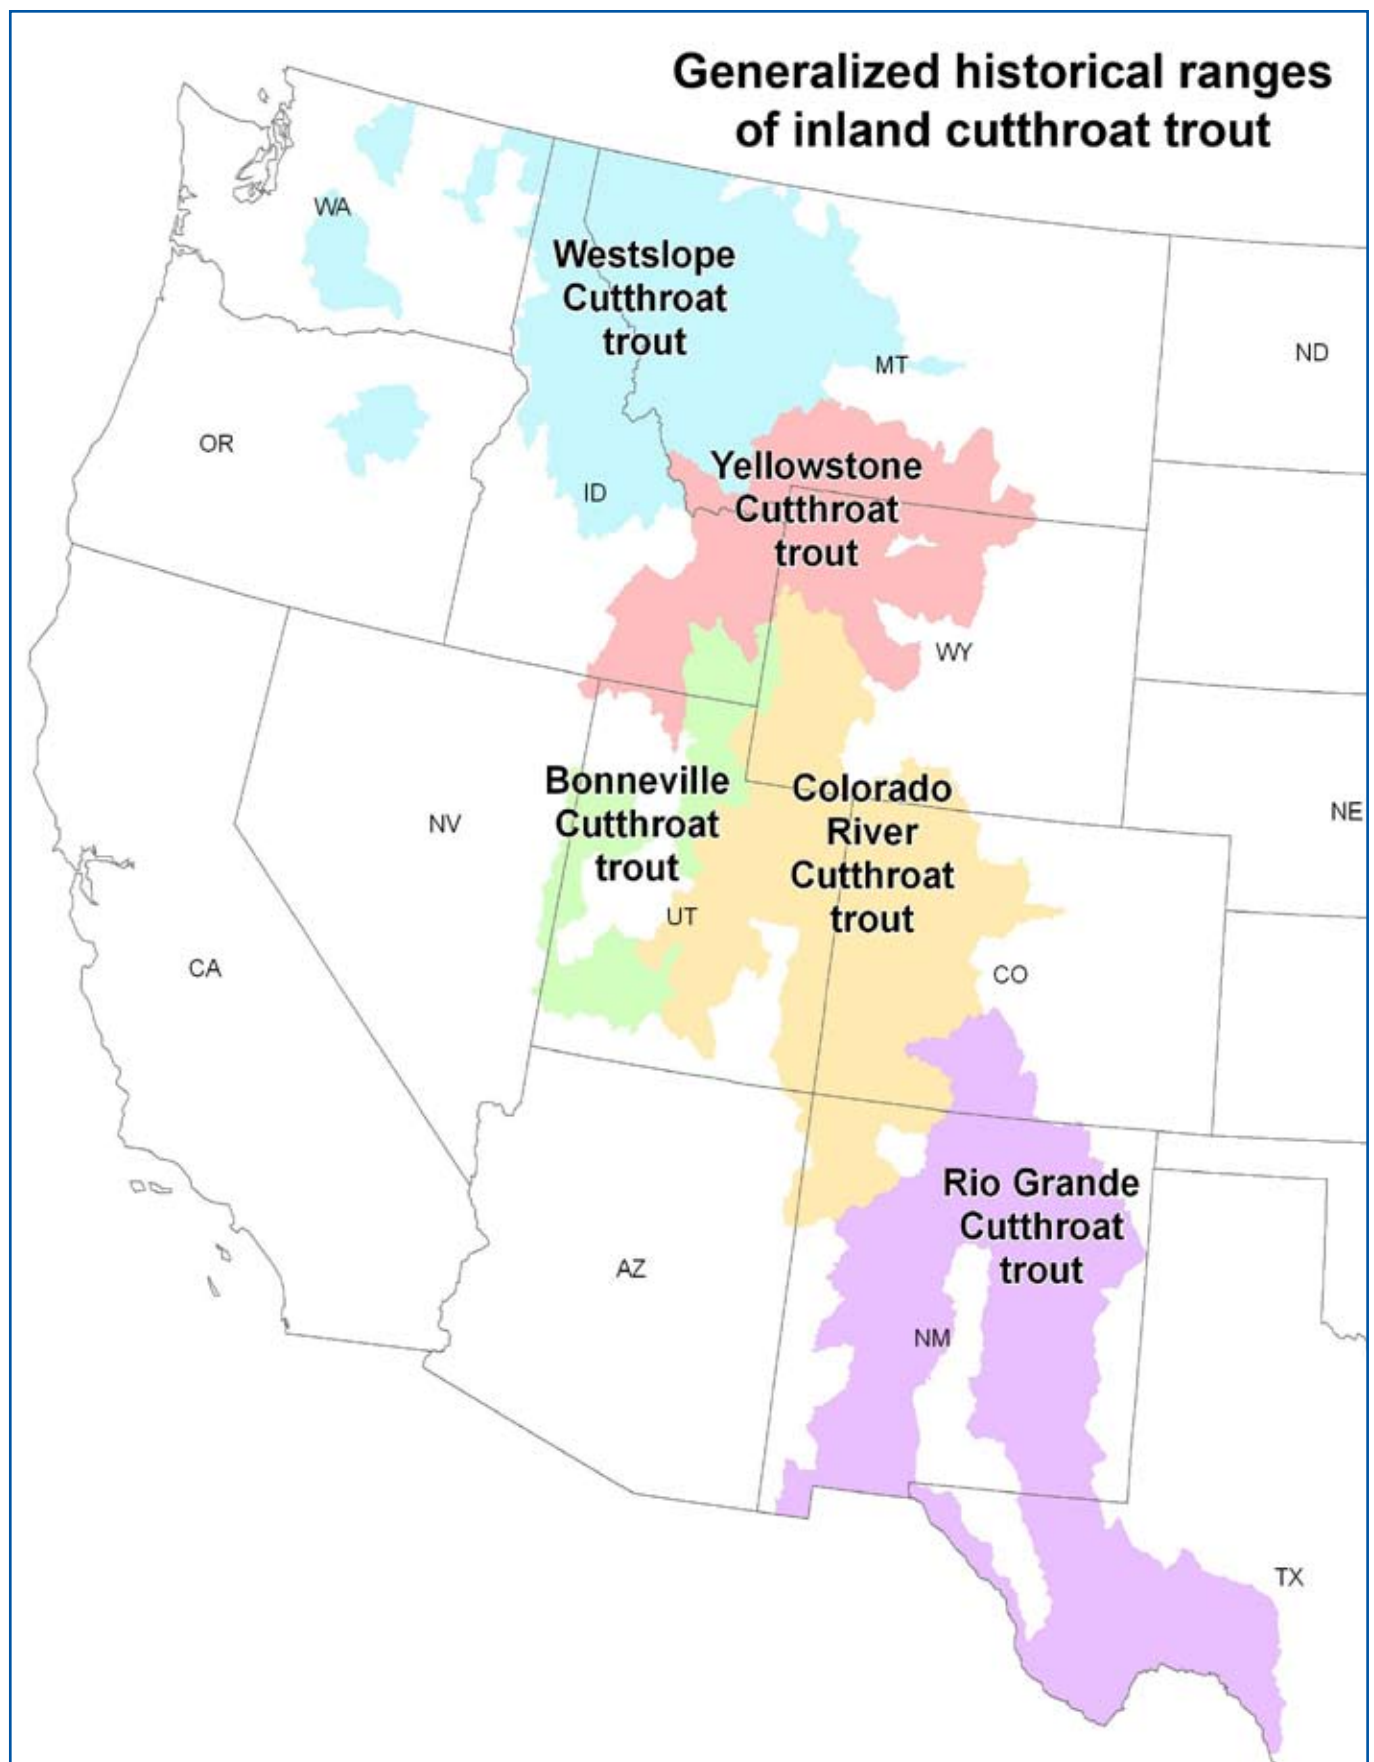 Generalized historical ranges
of inland cutthroat trout
WA
Westslope
Cutthroat
trout
MT
ND
OR
ID
Yellowstone
Cutthroat
trout
WY
Bonneville
Cutthroat
trout
Colorado
River
Cutthroat
trout
NV
NE
UT
CA
CO
Rio Grande
Cutthroat
trout
AZ
NM
TX